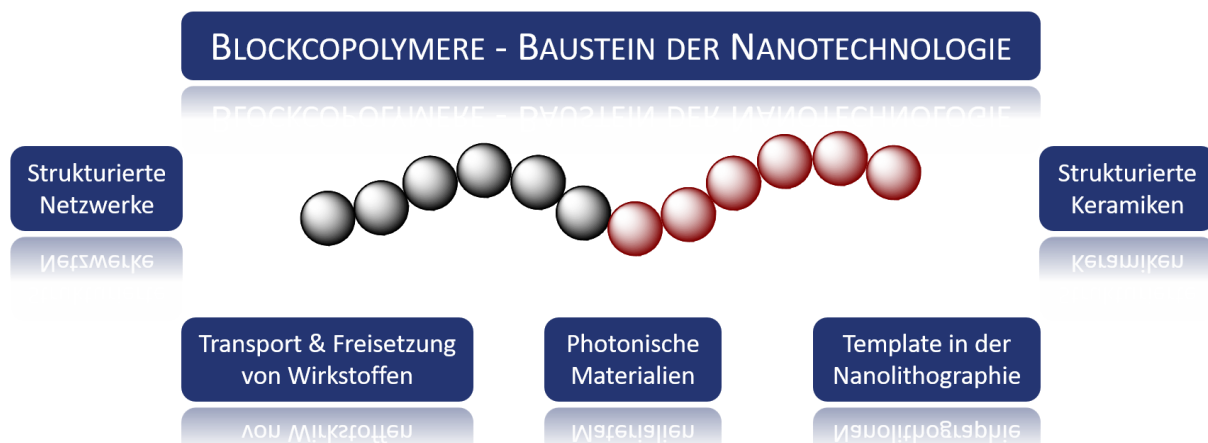 BLOCKCOPOLYMERE - BAUSTEIN DER NANOTECHNOLOGIE
Strukturierte
Netzwerke
Strukturierte
Keramiken
Transport & Freisetzung
von Wirkstoffen
Photonische
Materialien
Template in der
Nanolithographie